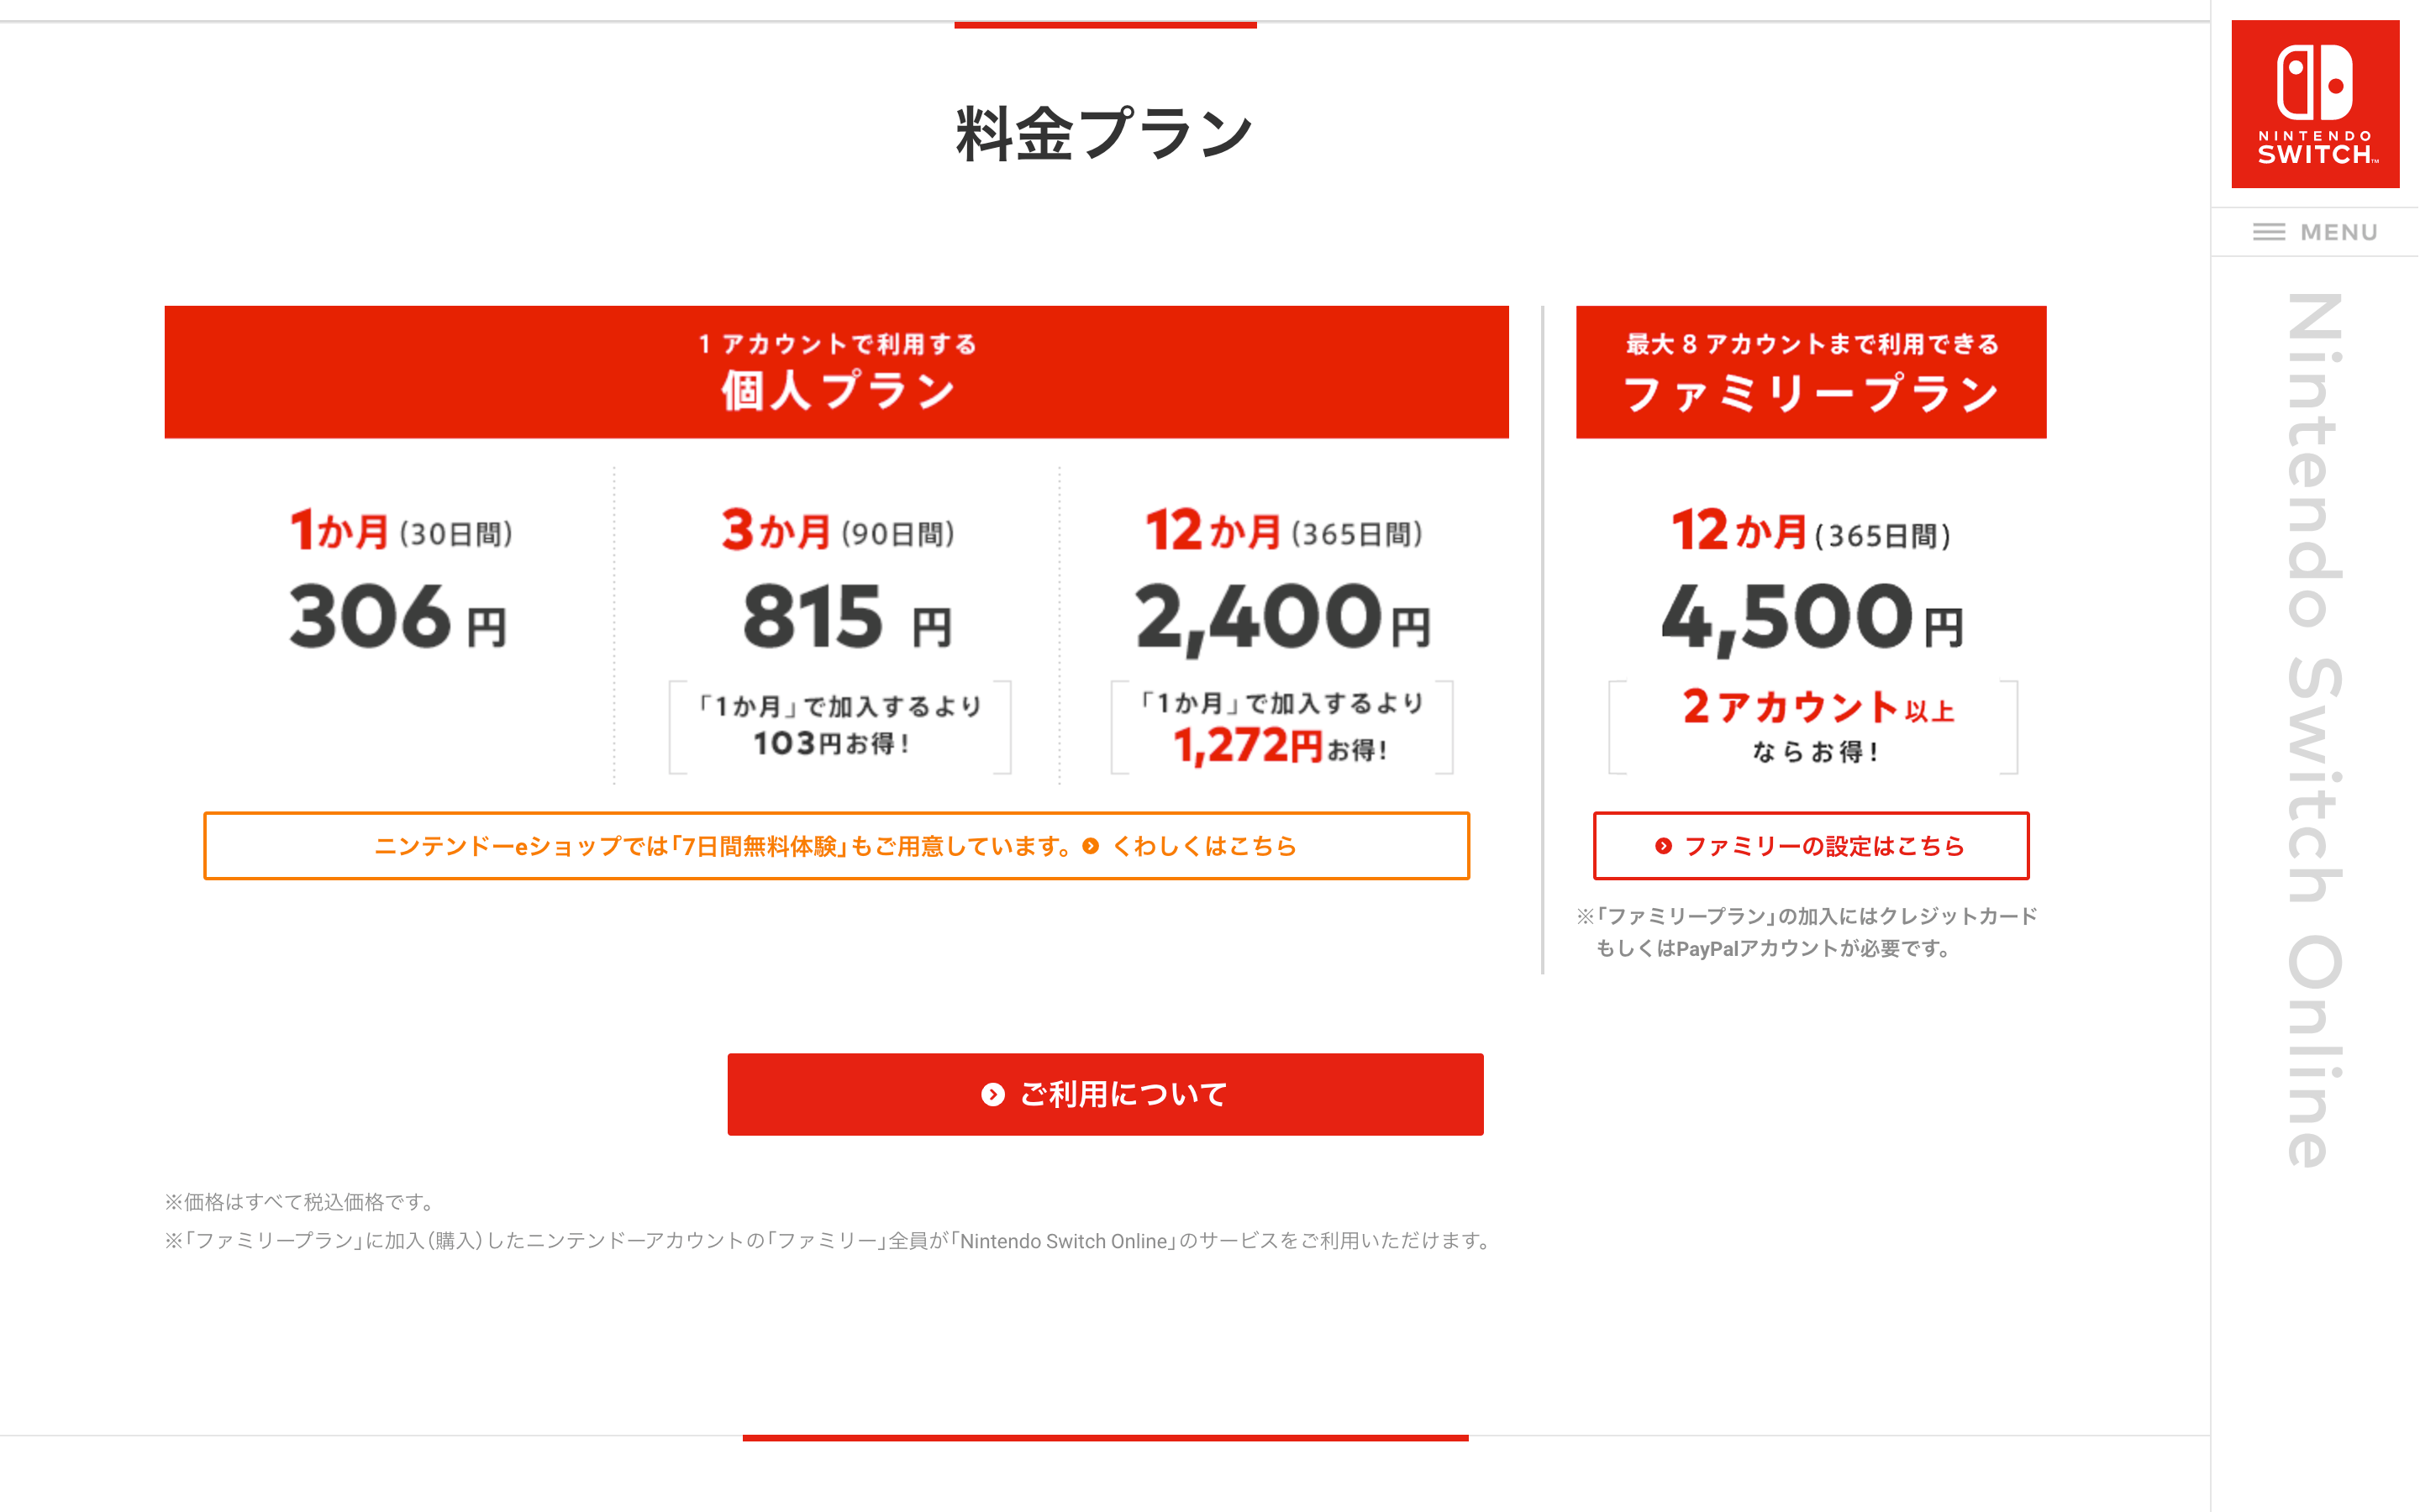 料金プラン
NINTENDO
SWITCH™
MENU
Nintendo Switch Online
1 アカウントで利用する
個人プラン
1か月(30日間)
306円
3か月(90日間)
815円
「1か月」で加入するより
103円お得!
12か月(365日間)
2,400円
「1か月」で加入するより
1,272円お得!
ニンテンドーeショップでは「7日間無料体験」もご用意しています。 くわしくはこちら
最大 8 アカウントまで利用できる
ファミリープラン
12か月(365日間)
4,500円
2アカウント以上
ならお得!
ファミリーの設定はこちら
※「ファミリープラン」の加入にはクレジットカード
もしくはPayPalアカウントが必要です。
ご利用について
※価格はすべて税込価格です。
※「ファミリープラン」に加入(購入)したニンテンドーアカウントの「ファミリー」全員が「Nintendo Switch Online」のサービスをご利用いただけます。